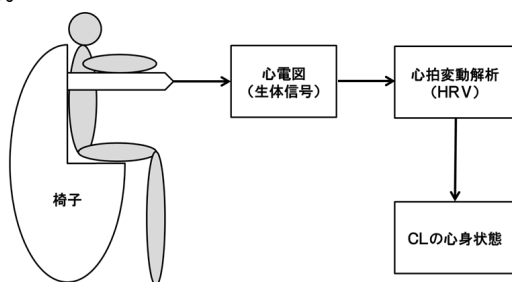 心電図
（生体信号）
心拍変動解析
（HRV）
椅子
CLの心身状態